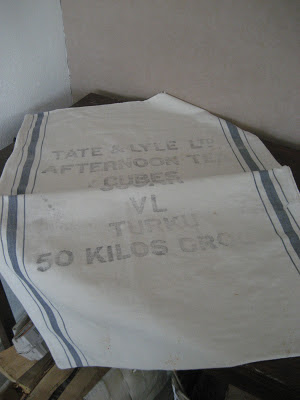 TATE & LYLE LTD
AFTERNOON TEA
CUBES
VL
TURKU
50 KILOS GROSS